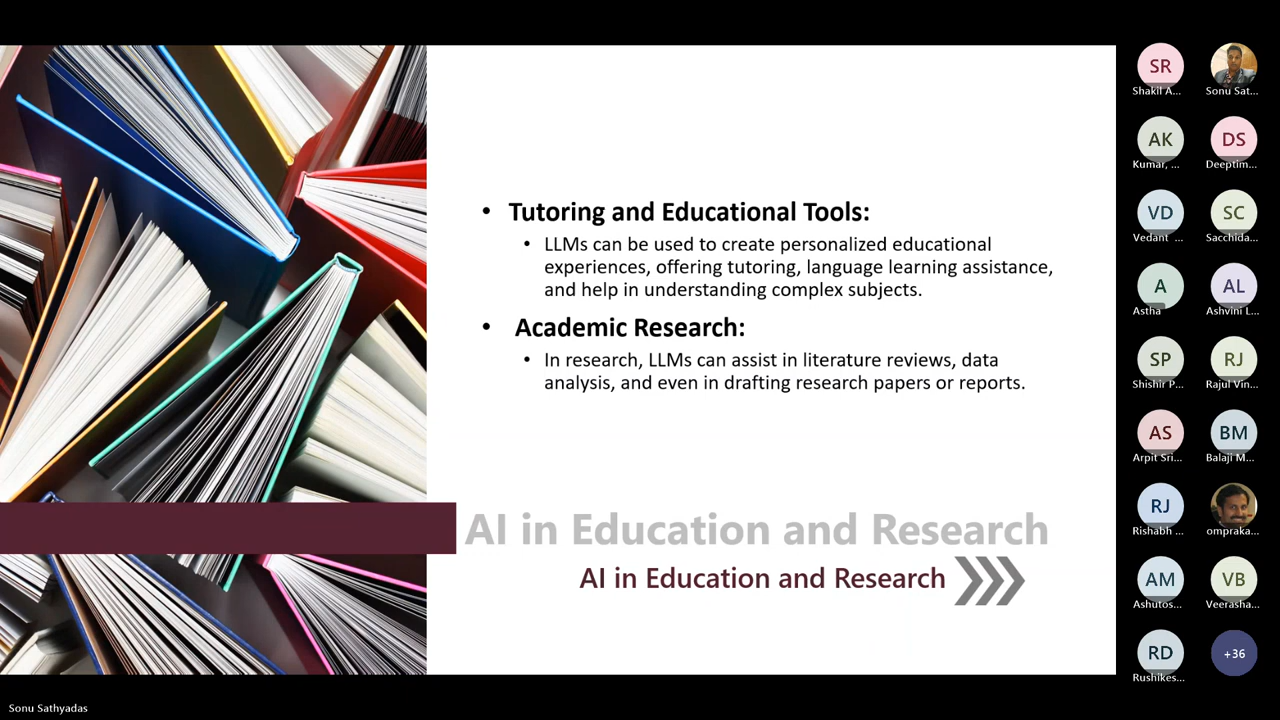 • Tutoring and Educational Tools:
• LLMs can be used to create personalized educational
experiences, offering tutoring, language learning assistance,
and help in understanding complex subjects.
• Academic Research:
• In research, LLMs can assist in literature reviews, data
analysis, and even in drafting research papers or reports.
AI in Education and Research
AI in Education and Research
SR
Shakil A...
Sonu Sat...
AK
Kumar, ...
DS
Deeptim...
VD
Vedant ...
SC
Sacchida...
A
Astha
AL
Ashvini L...
SP
Shishir P...
RJ
Rajul Vin...
AS
Arpit Sri...
BM
Balaji M...
RJ
Rishabh ...
ompraka...
AM
Ashutos...
VB
Veerasha...
RD
Rushikes...
+36
Sonu Sathyadas